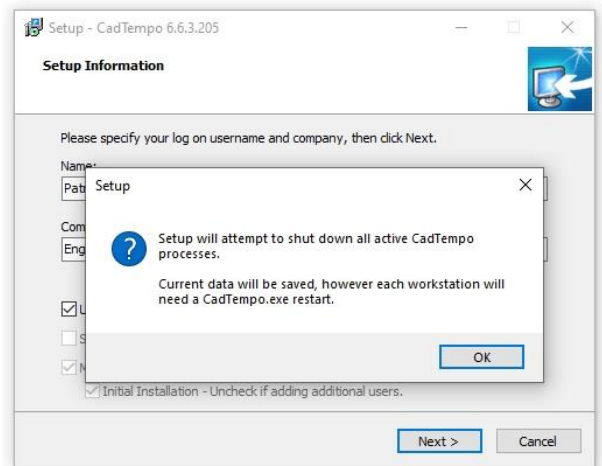 Setup - CadTempo 6.6.3.205
Setup Information
Please specify your log on username and company, then click Next.
Name:
Setup
Setup will attempt to shut down all active CadTempo
processes.
Current data will be saved, however each workstation will
need a CadTempo.exe restart.
OK
Initial Installation - Uncheck if adding additional users.
Next >
Cancel